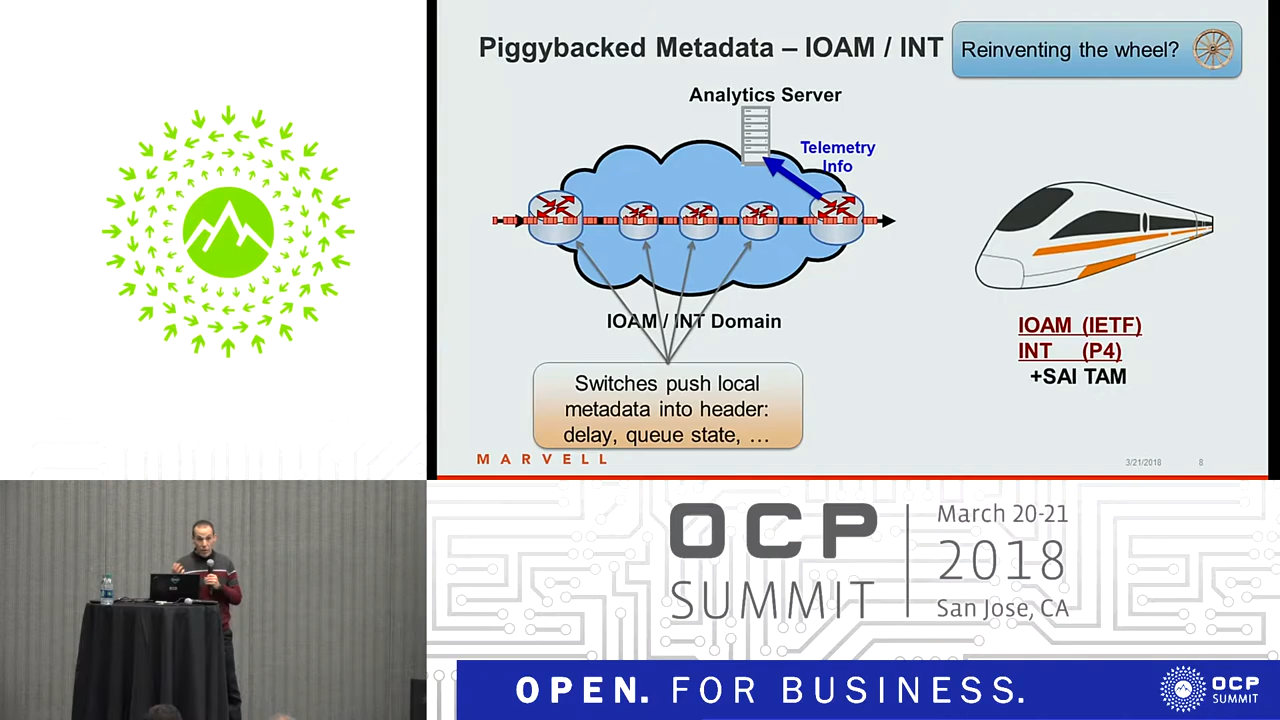 Piggybacked Metadata – IOAM / INT
Reinventing the wheel?
Analytics Server
Telemetry
Info
IOAM / INT Domain
Switches push local
metadata into header:
delay, queue state, …
IOAM (IETF)
INT (P4)
+SAI TAM
MARVELL
3/21/2018 8
OCP
SUMMIT
March 20-21
2018
San Jose, CA
OPEN. FOR BUSINESS.
OCP
SUMMIT